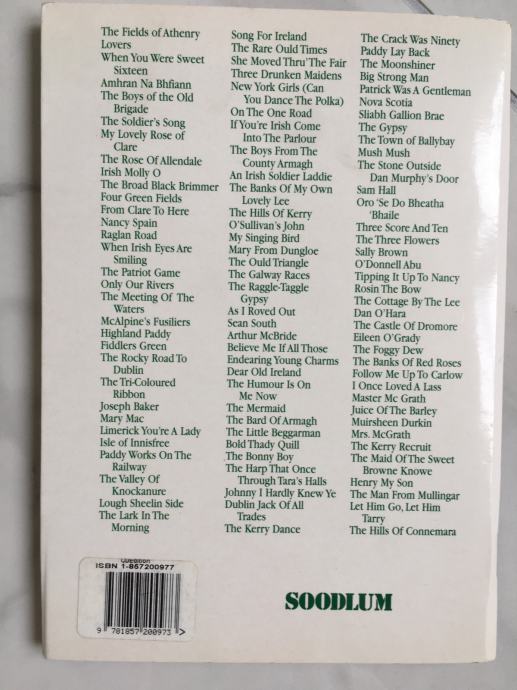 The Fields of Athenry
Lovers
When You Were Sweet
Sixteen
Amhran Na Bhfiann
The Boys of the Old
Brigade
The Soldier's Song
My Lovely Rose of
Clare
The Rose Of Allendale
Irish Molly O
The Broad Black Brimmer
Four Green Fields
From Clare To Here
Nancy Spain
Raglan Road
When Irish Eyes Are
Smiling
The Patriot Game
Only Our Rivers
The Meeting Of The
Waters
McAlpine's Fusiliers
Highland Paddy
Fiddlers Green
The Rocky Road To
Dublin
The Tri-Coloured
Ribbon
Joseph Baker
Mary Mac
Limerick You're A Lady
Isle of Innisfree
Paddy Works On The
Railway
The Valley Of
Knockanure
Lough Sheelin Side
The Lark In The
Morning
Song For Ireland
The Rare Ould Times
She Moved Thru' The Fair
Three Drunken Maidens
New York Girls (Can
You Dance The Polka)
On The One Road
If You're Irish Come
Into The Parlour
The Boys From The
County Armagh
An Irish Soldier Laddie
The Banks Of My Own
Lovely Lee
The Hills Of Kerry
O'Sullivan's John
My Singing Bird
Mary From Dungloe
The Ould Triangle
The Galway Races
The Raggle-Taggle
Gypsy
As I Roved Out
Sean South
Arthur McBride
Believe Me If All Those
Endearing Young Charms
Dear Old Ireland
The Humour Is On
Me Now
The Mermaid
The Bard Of Armagh
The Little Beggarman
Bold Thady Quill
The Bonny Boy
The Harp That Once
Through Tara's Halls
Johnny I Hardly Knew Ye
Dublin Jack Of All
Trades
The Kerry Dance
The Crack Was Ninety
Paddy Lay Back
The Moonshiner
Big Strong Man
Patrick Was A Gentleman
Nova Scotia
Sliabh Gallion Brae
The Gypsy
The Town of Ballybay
Mush Mush
The Stone Outside
Dan Murphy's Door
Sam Hall
Oro 'Se Do Bheatha
'Bhaile
Three Score and Ten
The Three Flowers
Sally Brown
O'Donnell Abu
Tipping It Up To Nancy
Rosin The Bow
The Cottage By The Lee
Dan O'Hara
The Castle Of Dromore
Eileen O'Grady
The Foggy Dew
The Banks Of Red Roses
Follow Me Up To Carlow
I Once Loved A Lass
Master Mc Grath
Juice Of The Barley
Muirsheen Durkin
Mrs. McGrath
The Kerry Recruit
The Maid Of The Sweet
Browne Knowe
Henry My Son
The Man From Mullingar
Let Him Go, Let Him
Tarry
The Hills Of Connemara
ISBN 1-857200977
9 781857 200973 >
SOODLUM